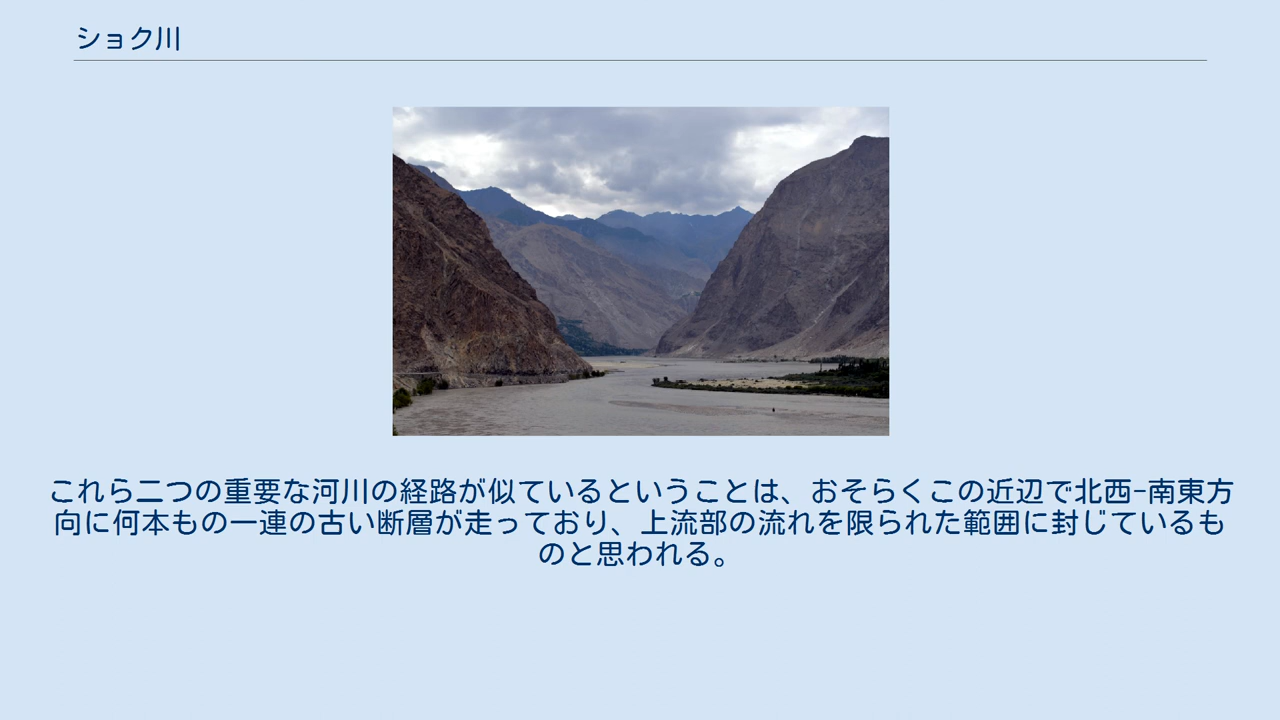 ショク川
これら二つの重要な河川の経路が似ているということは、おそらくこの近辺で北西-南東方
向に何本もの一連の古い断層が走っており、上流部の流れを限られた範囲に封じているも
のと思われる。